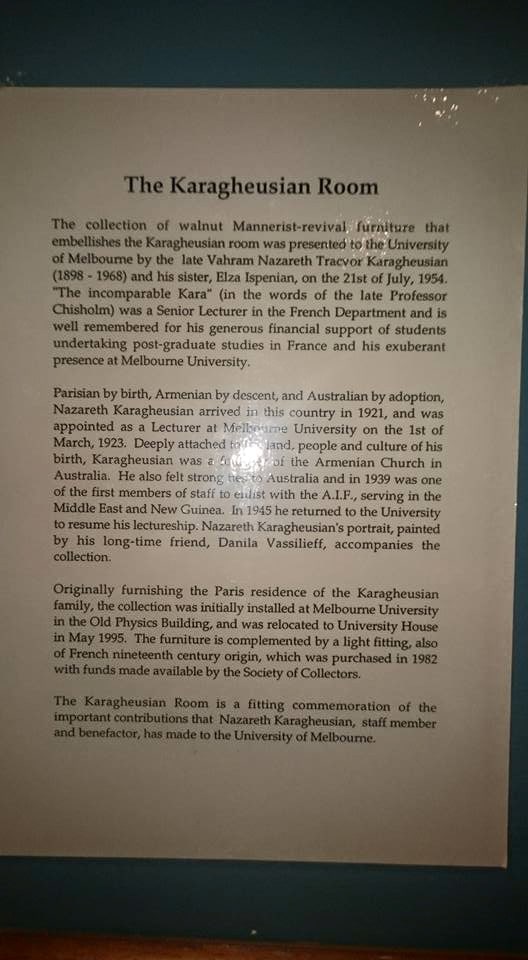 The Karagheusian Room
The collection of walnut Mannerist-revival furniture that
embellishes the Karagheusian room was presented to the University
of Melbourne by the late Vahram Nazareth Tracvor Karagheusian
(1898 - 1968) and his sister, Elza Ispenian, on the 21st of July, 1954.
"The incomparable Kara" (in the words of the late Professor
Chisholm) was a Senior Lecturer in the French Department and is
well remembered for his generous financial support of students
undertaking post-graduate studies in France and his exuberant
presence at Melbourne University.
Parisian by birth, Armenian by descent, and Australian by adoption,
Nazareth Karagheusian arrived in this country in 1921, and was
appointed as a Lecturer at Melbourne University on the 1st of
March, 1923. Deeply attached to land, people and culture of his
birth, Karagheusian was a of the Armenian Church in
Australia. He also felt strong ties to Australia and in 1939 was one
of the first members of staff to enlist with the A.I.F., serving in the
Middle East and New Guinea. In 1945 he returned to the University
to resume his lectureship. Nazareth Karagheusian's portrait, painted
by his long-time friend, Danila Vassilieff, accompanies the
collection.
Originally furnishing the Paris residence of the Karagheusian
family, the collection was initially installed at Melbourne University
in the Old Physics Building, and was relocated to University House
in May 1995. The furniture is complemented by a light fitting, also
of French nineteenth century origin, which was purchased in 1982
with funds made available by the Society of Collectors.
The Karagheusian Room is a fitting commemoration of the
important contributions that Nazareth Karagheusian, staff member
and benefactor, has made to the University of Melbourne.